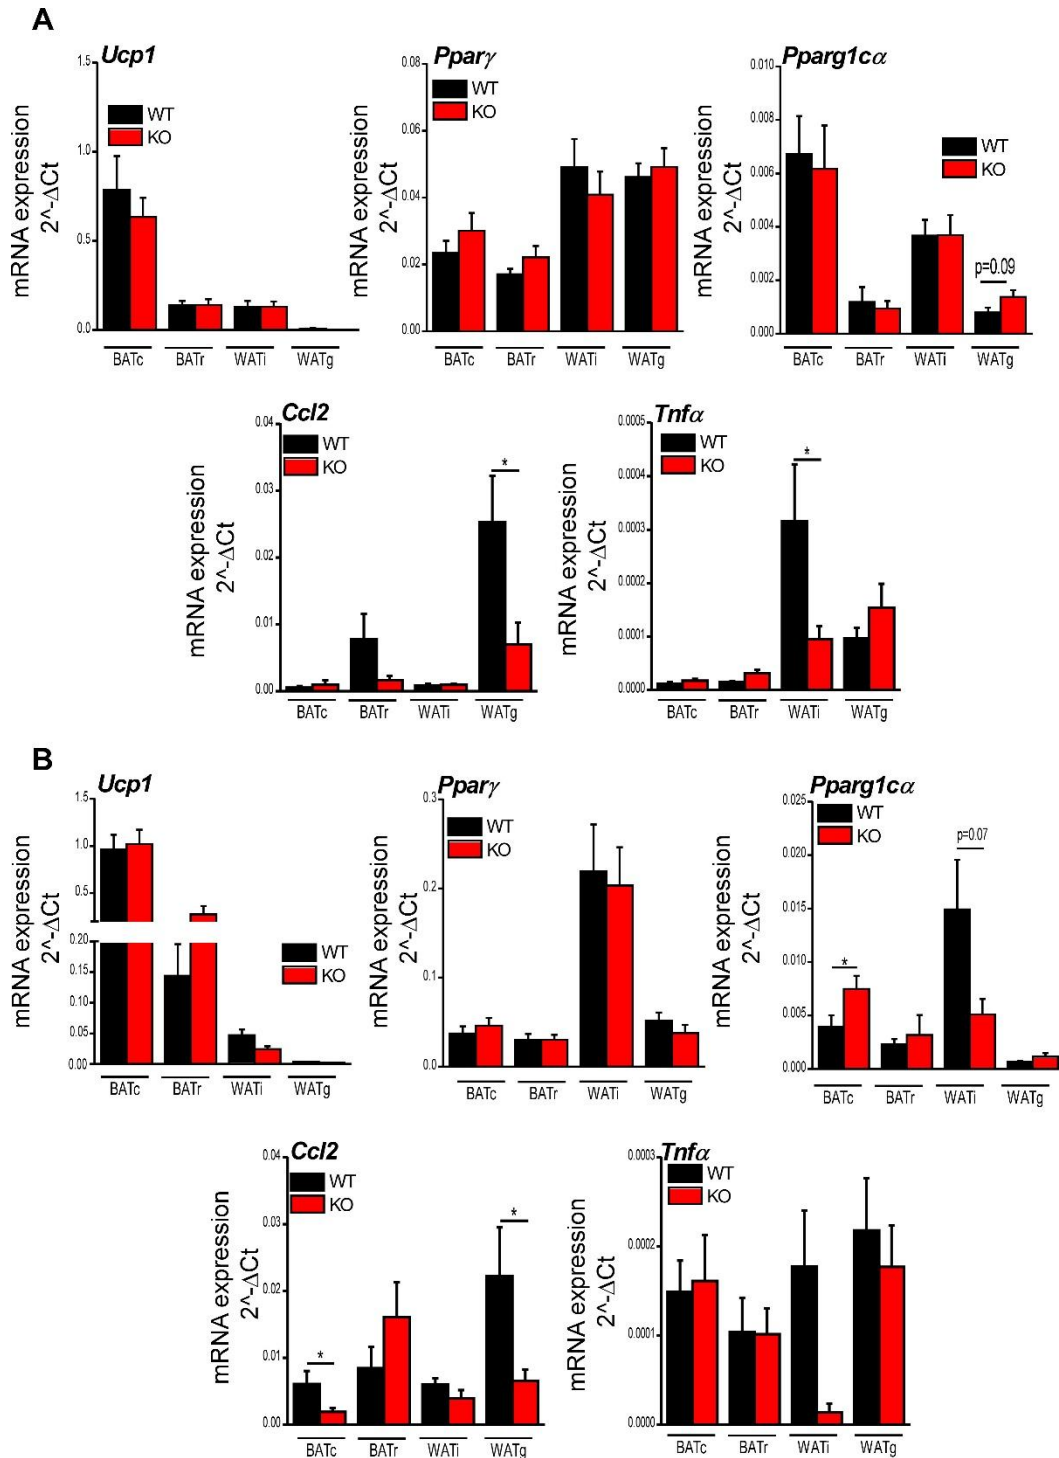 A
Ucp1
mRNA expression
2^-ΔCt
1.5
1.0
0.5
0.0
WT
KO
BATc BATr WATi WATg
Pparγ
mRNA expression
2^-ΔCt
0.08
0.06
0.04
0.02
0.00
WT
KO
BATc BATr WATi WATg
Pparg1cα
mRNA expression
2^-ΔCt
0.010
0.008
0.006
0.004
0.002
0.000
WT
KO
p=0.09
BATc BATr WATi WATg
Ccl2
mRNA expression
2^-ΔCt
0.04
0.03
0.02
0.01
0.00
WT
KO
*
BATc BATr WATi WATg
Tnfα
mRNA expression
2^-ΔCt
0.0005
0.0004
0.0003
0.0002
0.0001
0.0000
WT
KO
*
BATc BATr WATi WATg
B
Ucp1
mRNA expression
2^-ΔCt
1.5
1.0
0.5
0.20
0.15
0.10
0.05
0.00
WT
KO
BATc BATr WATi WATg
Pparγ
mRNA expression
2^-ΔCt
0.3
0.2
0.1
0.0
WT
KO
BATc BATr WATi WATg
Pparg1cα
mRNA expression
2^-ΔCt
0.025
0.020
0.015
0.010
0.005
0.000
WT
KO
*
p=0.07
BATc BATr WATi WATg
Ccl2
mRNA expression
2^-ΔCt
0.04
0.03
0.02
0.01
0.00
WT
KO
*
*
BATc BATr WATi WATg
Tnfα
mRNA expression
2^-ΔCt
0.0003
0.0002
0.0001
0.0000
WT
KO
BATc BATr WATi WATg